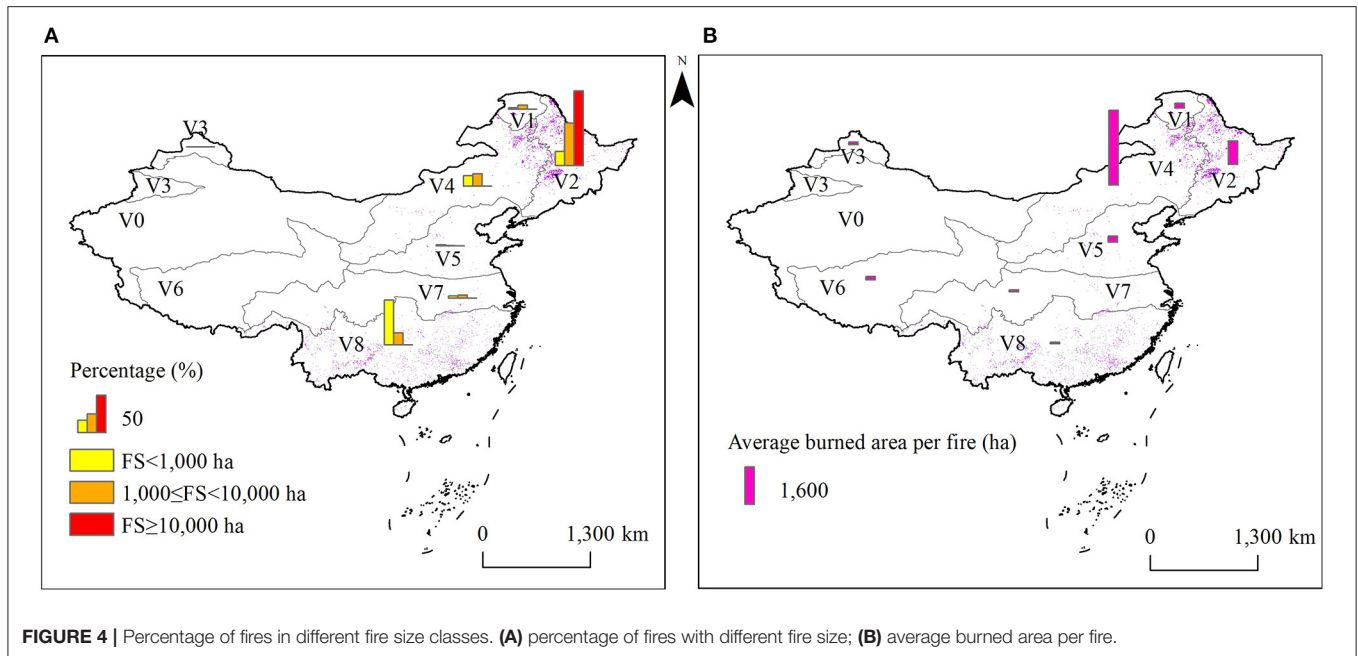 A
B
N
V3
V1
V3
V4
V2
V0
V5
V6
V7
V8
Percentage (%)
50
FS<1,000 ha
1,000≤FS<10,000 ha
FS≥10,000 ha
0 1,300 km
V1
V3
V4
V3
V2
V0
V5
V6
V7
V8
Average burned area per fire (ha)
1,600
0 1,300 km
FIGURE 4 | Percentage of fires in different fire size classes. (A) percentage of fires with different fire size; (B) average burned area per fire.